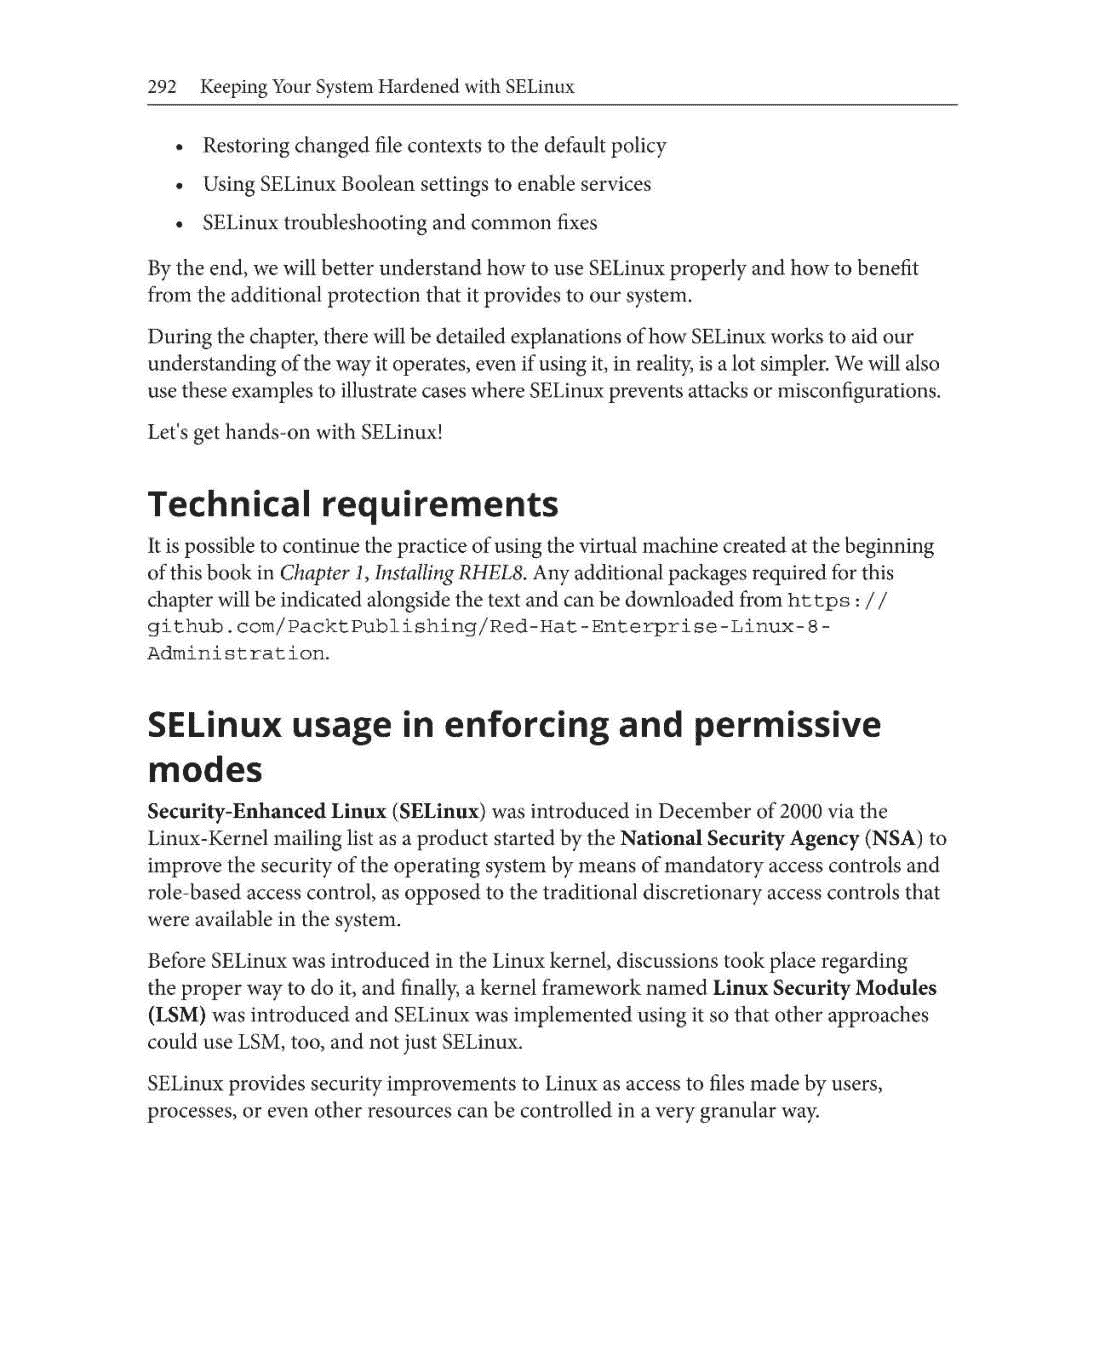 292 Keeping Your System Hardened with SELinux
• Restoring changed file contexts to the default policy
• Using SELinux Boolean settings to enable services
• SELinux troubleshooting and common fixes
By the end, we will better understand how to use SELinux properly and how to benefit
from the additional protection that it provides to our system.
During the chapter, there will be detailed explanations of how SELinux works to aid our
understanding of the way it operates, even if using it, in reality, is a lot simpler. We will also
use these examples to illustrate cases where SELinux prevents attacks or misconfigurations.
Let's get hands-on with SELinux!
Technical requirements
It is possible to continue the practice of using the virtual machine created at the beginning
of this book in Chapter 1, Installing RHEL8. Any additional packages required for this
chapter will be indicated alongside the text and can be downloaded from https://
github.com/PacktPublishing/Red-Hat-Enterprise-Linux-8-
Administration.
SELinux usage in enforcing and permissive
modes
Security-Enhanced Linux (SELinux) was introduced in December of 2000 via the
Linux-Kernel mailing list as a product started by the National Security Agency (NSA) to
improve the security of the operating system by means of mandatory access controls and
role-based access control, as opposed to the traditional discretionary access controls that
were available in the system.
Before SELinux was introduced in the Linux kernel, discussions took place regarding
the proper way to do it, and finally, a kernel framework named Linux Security Modules
(LSM) was introduced and SELinux was implemented using it so that other approaches
could use LSM, too, and not just SELinux.
SELinux provides security improvements to Linux as access to files made by users,
processes, or even other resources can be controlled in a very granular way.